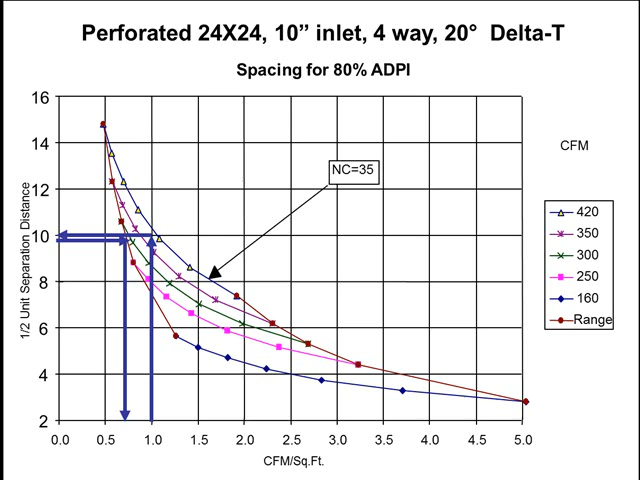 Perforated 24X24, 10” inlet, 4 way, 20° Delta-T
Spacing for 80% ADPI
16
14
12
10
8
6
4
2
1/2 Unit Separation Distance
0.0 0.5 1.0 1.5 2.0 2.5 3.0 3.5 4.0 4.5 5.0
CFM/Sq.Ft.
NC=35
CFM
420
350
300
250
160
Range